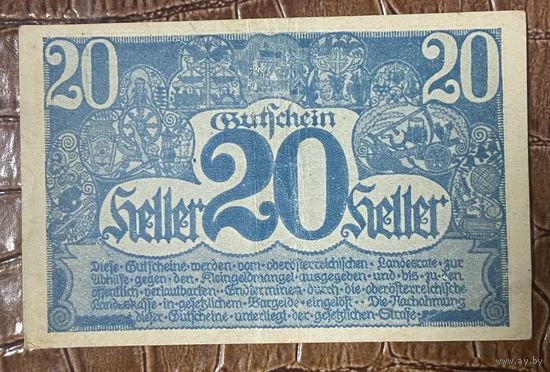 20 20
Gutschein
Heller 20 Heller
Diese · Gutscheine · werden · vom · oberösterreichischen · Landesrate · zur
Abhilfe · gegen · den · Kleingeldmangel · ausgegeben · und · bis · zu · den
öffentlich · verlautbarten · Endterminen · durch · die · oberösterreichische
Landeskasse · in · gesetzlichem · Bargelde · eingelöst · Die · Nachahmung
dieser · Gutscheine · unterliegt · der · gesetzlichen · Strafe ·
www.ay.by